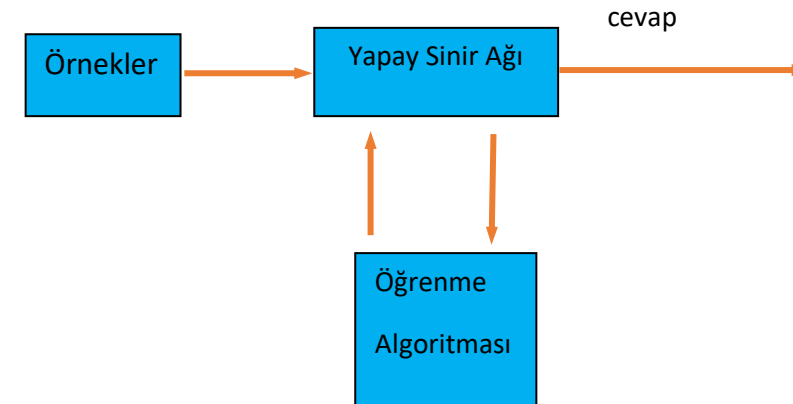 cevap
Örnekler
Yapay Sinir Ağı
Öğrenme
Algoritması